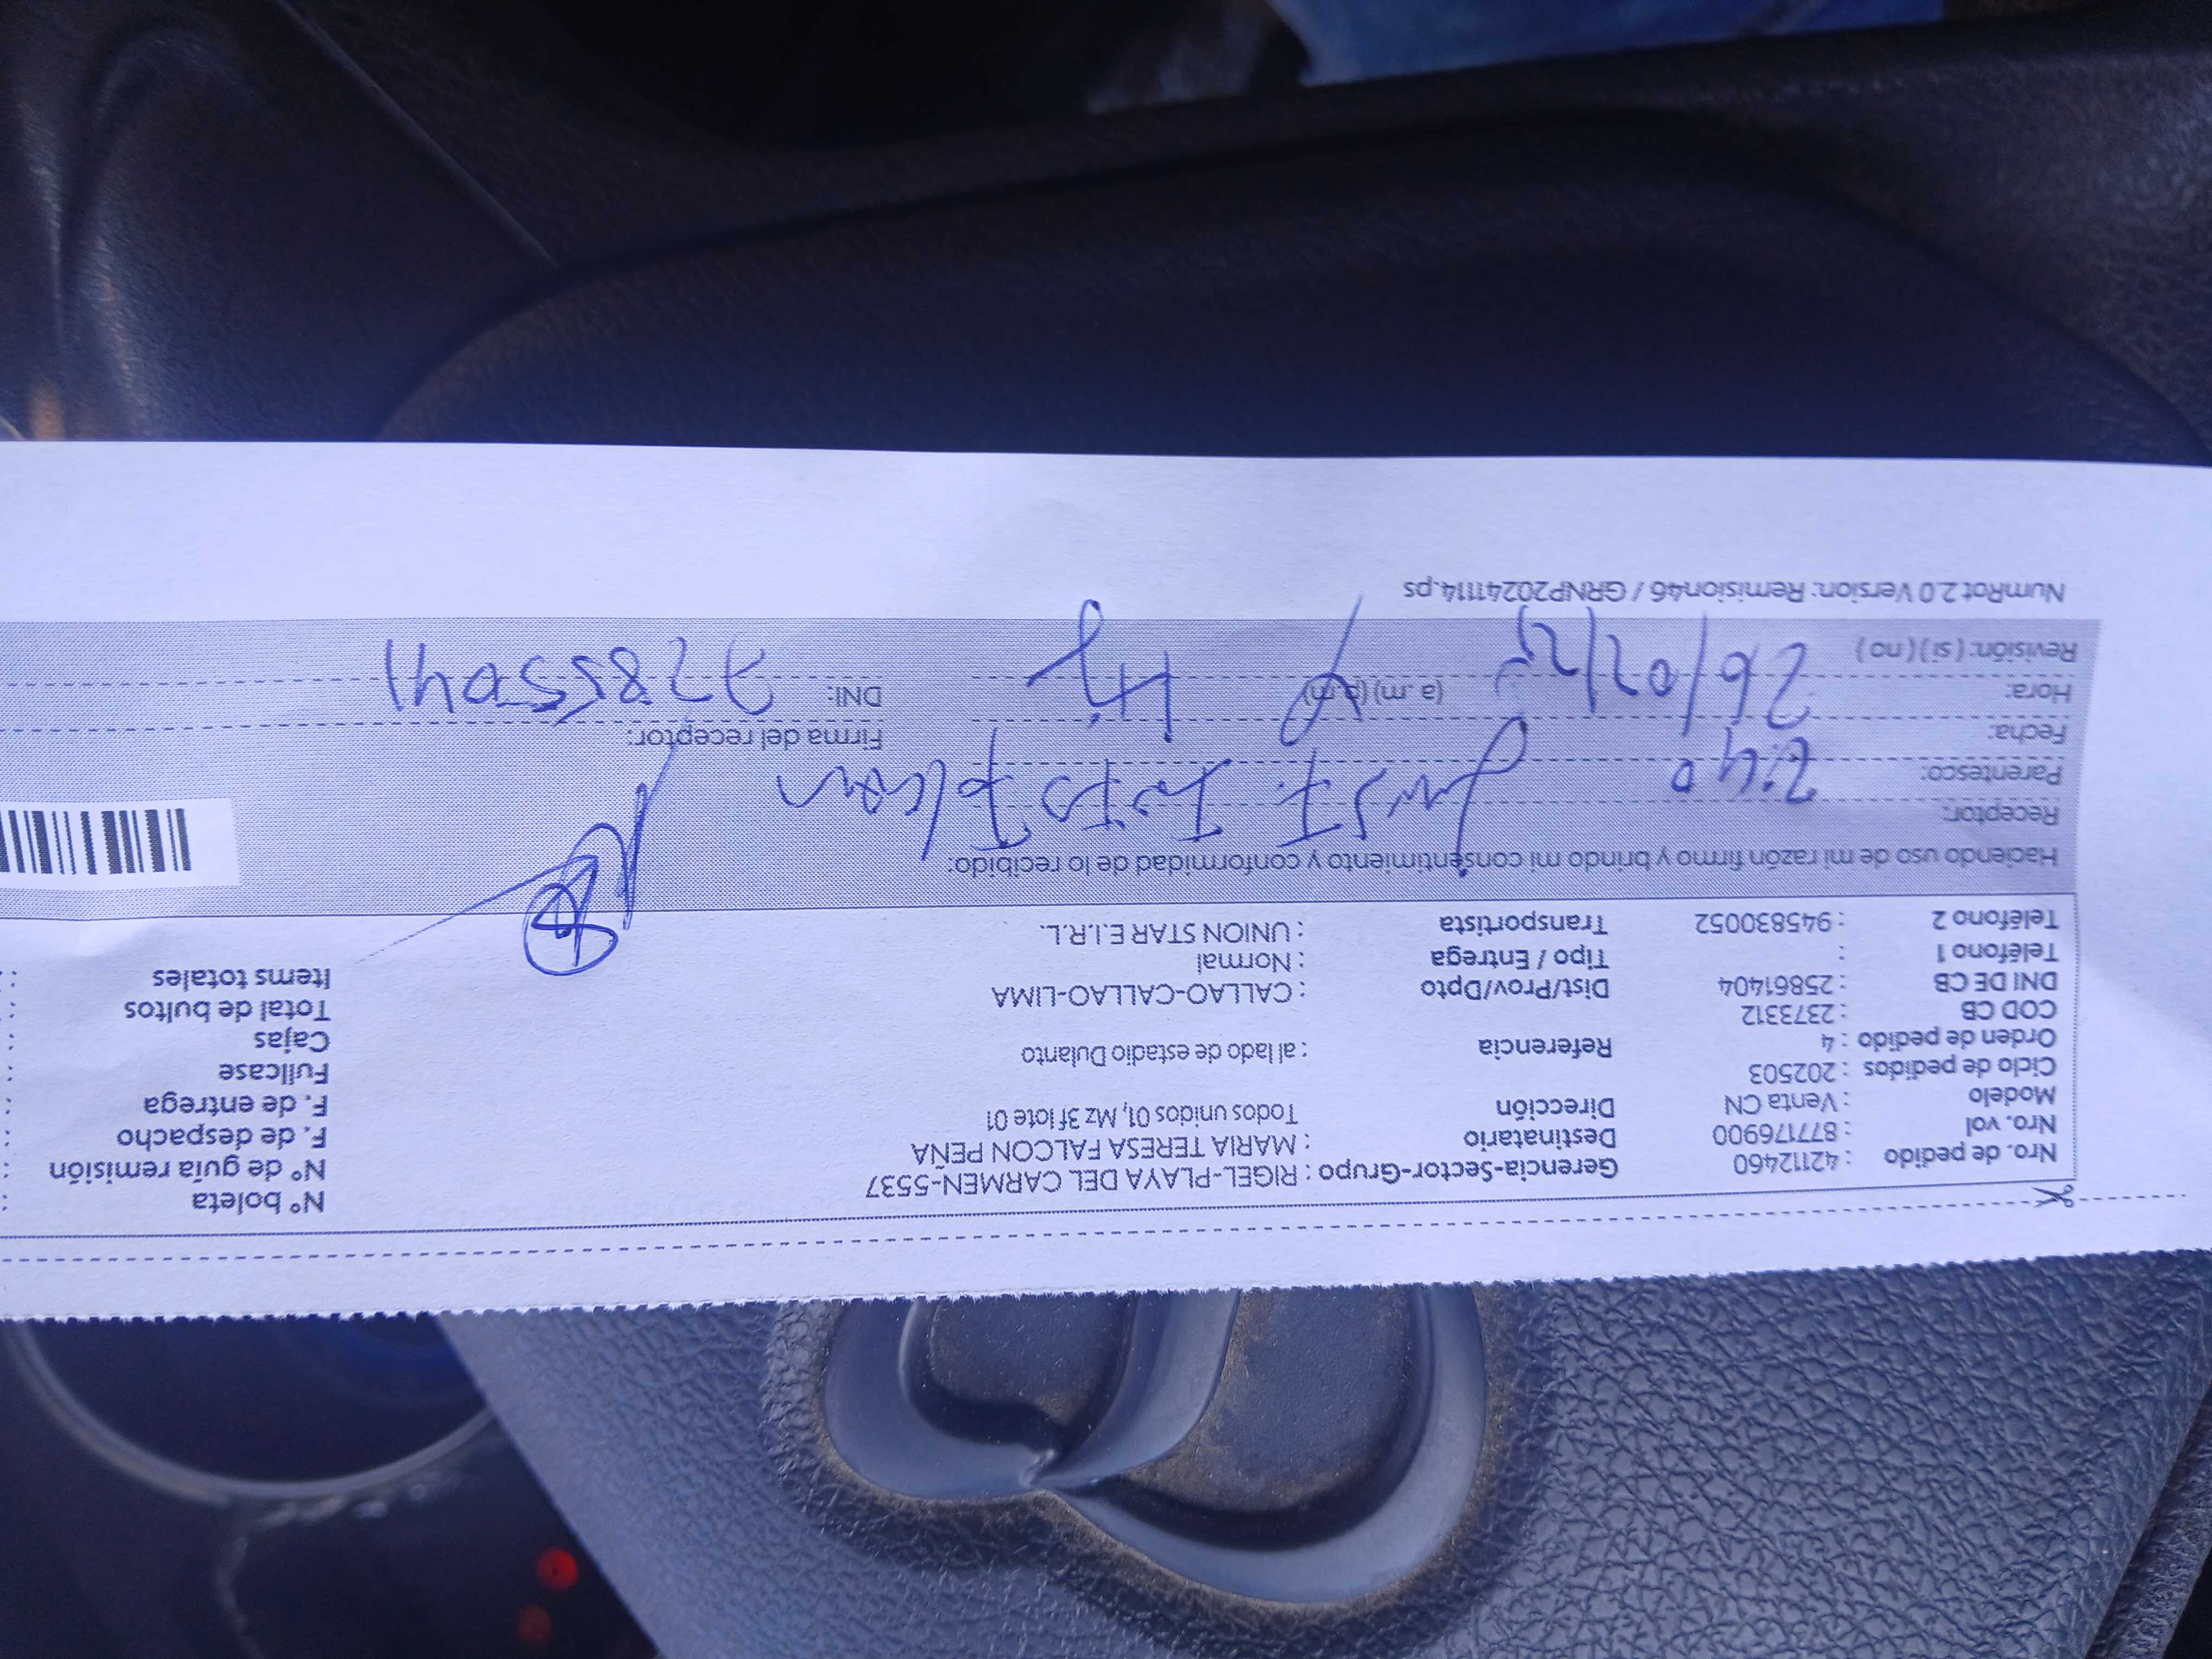 Nro. de pedido : 42112460 Gerencia-Sector-Grupo : RIGEL-PLAYA DEL CARMEN-5537 N° boleta :
Nro. vol : 877176900 Destinatario : MARIA TERESA FALCON PEÑA N° de guía remisión :
Modelo : Venta CN Dirección Todos unidos 01, Mz 3f lote 01 F. de despacho :
Ciclo de pedidos : 202503 F. de entrega :
Orden de pedido : 4 Referencia : al lado de estadio Dulanto Fullcase :
COD CB : 2373312 Cajas :
DNI DE CB : 25861404 Dist/Prov/Dpto : CALLAO-CALLAO-LIMA Total de bultos :
Teléfono 1 : Tipo / Entrega : Normal Items totales :
Teléfono 2 : 945830052 Transportista : UNION STAR E.I.R.L.
Haciendo uso de mi razón firmo y brindo mi consentimiento y conformidad de lo recibido:
Receptor:
Parentesco: 2:40
Fecha: Firma del receptor:
Hora: 26/02/25 (a. m) (p.m) DNI: 72855041
Revisión: ( si ) ( no )
NumRot 2.0 Version: Remision46 / GRNP20241114.ps